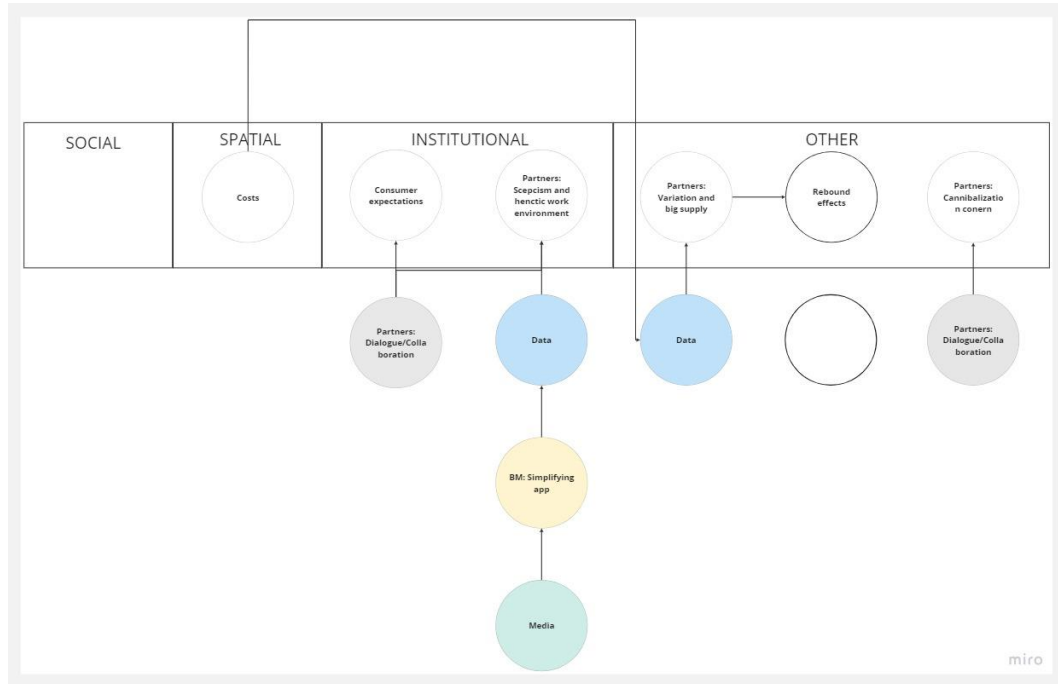 SOCIAL
SPATIAL
INSTITUTIONAL
OTHER
Costs
Consumer
expectations
Partners:
Scepcism and
henctic work
environment
Partners:
Variation and
big supply
Rebound
effects
Partners:
Cannibalizatio
n conern
Partners:
Dialogue/Colla
boration
Data
Data
Partners:
Dialogue/Colla
boration
BM: Simplifying
app
Media
miro